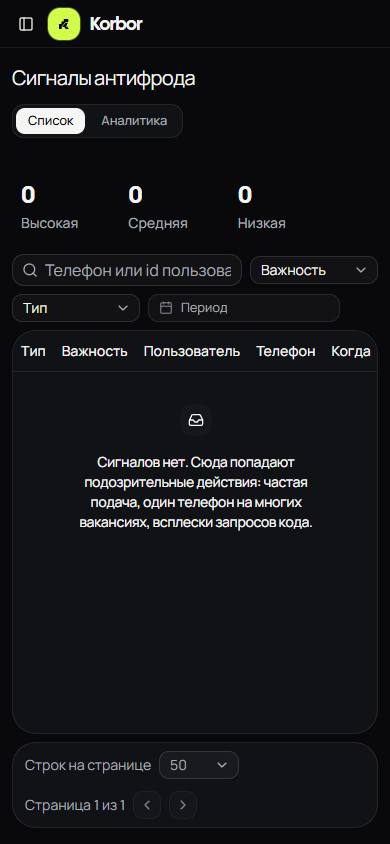 Korbor
Сигналы антифрода
Список Аналитика
0 0 0
Высокая Средняя Низкая
Телефон или id пользова Важность
Тип Период
Тип Важность Пользователь Телефон Когда
Сигналов нет. Сюда попадают
подозрительные действия: частая
подача, один телефон на многих
вакансиях, всплески запросов кода.
Строк на странице 50
Страница 1 из 1